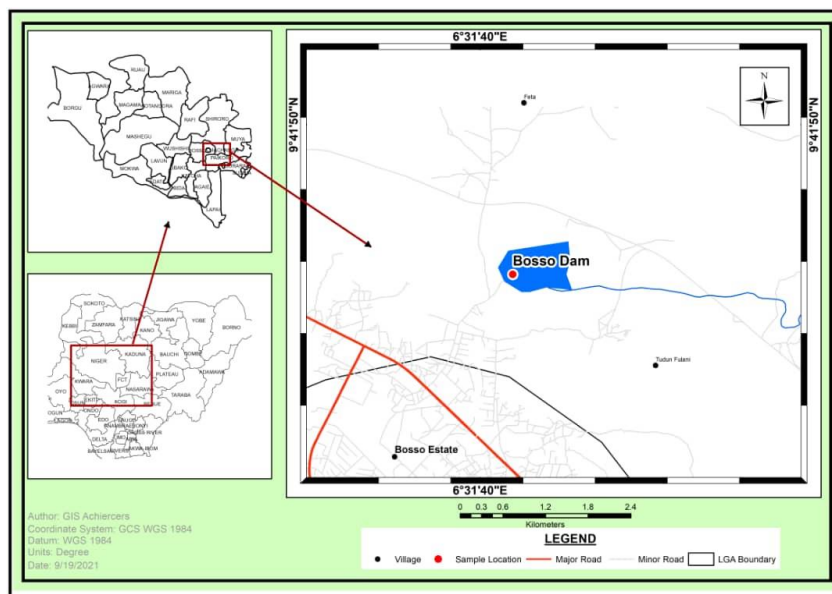 6°31'40"E
9°41'50"N
9°41'50"N
N
Feta
Bosso Dam
Tudun Fulani
Bosso Estate
6°31'40"E
0 0.3 0.6 1.2 1.8 2.4
Kilometers
LEGEND
Village
Sample Location
Major Road
Minor Road
LGA Boundary
RIJAU
AGWARA
MARIGA
BORGU
MAGAMA
RAFI
SHIRORO
MASHEGU
MUYA
WUSHISHI
MOKWA
LAVUN
LAPAI
SOKOTO
KEBBI
ZAMFARA
KATSINA
KANO
JIGAWA
YOBE
BORNO
NIGER
KADUNA
BAUCHI
GOMBE
ADAMAWA
KWARA
FCT
PLATEAU
NASARAWA
TARABA
OYO
EKITI
KOGI
BENUE
OGUN
ONDO
LAGOS
EDO
DELTA
Author: GIS Achiercers
Coordinate System: GCS WGS 1984
Datum: WGS 1984
Units: Degree
Date: 9/19/2021